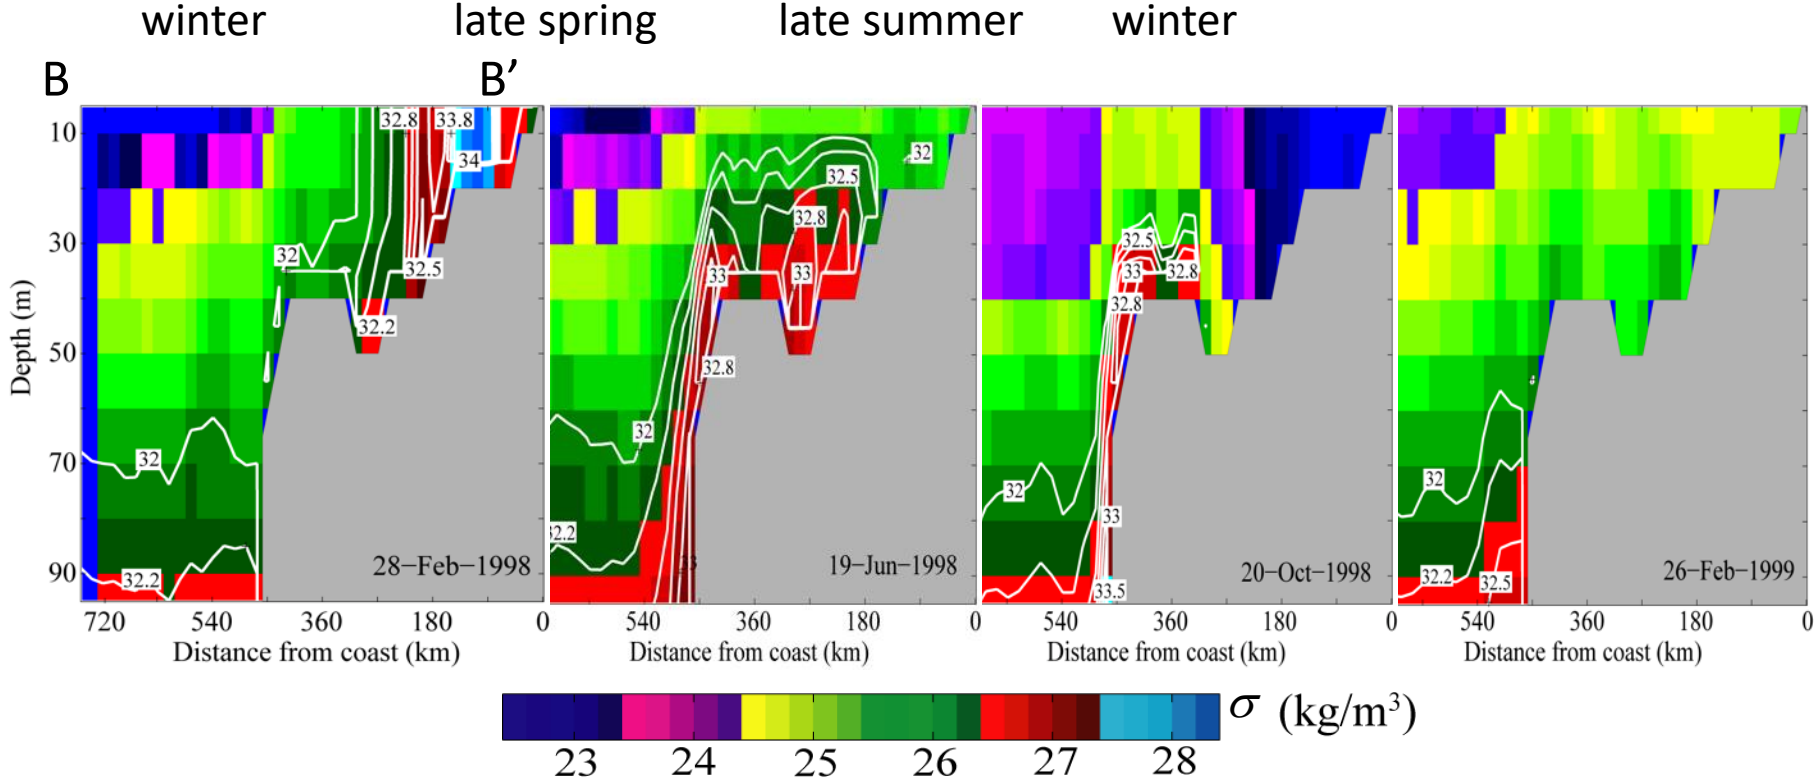 winter late spring late summer winter
B B’
10
30
50
70
90
Depth (m)
32.8 33.8
34
32
32.5
32.2
32
32.2
28–Feb–1998
32
32.5
32.8
33
33
32.8
32
32.2
33
19–Jun–1998
32.5
33
32.8
32.8
32
33
33.5
20–Oct–1998
32
32.2
32.5
26–Feb–1999
720 540 360 180 0
540 360 180 0
540 360 180 0
540 360 180 0
Distance from coast (km)
Distance from coast (km)
Distance from coast (km)
Distance from coast (km)
σ (kg/m³)
23 24 25 26 27 28